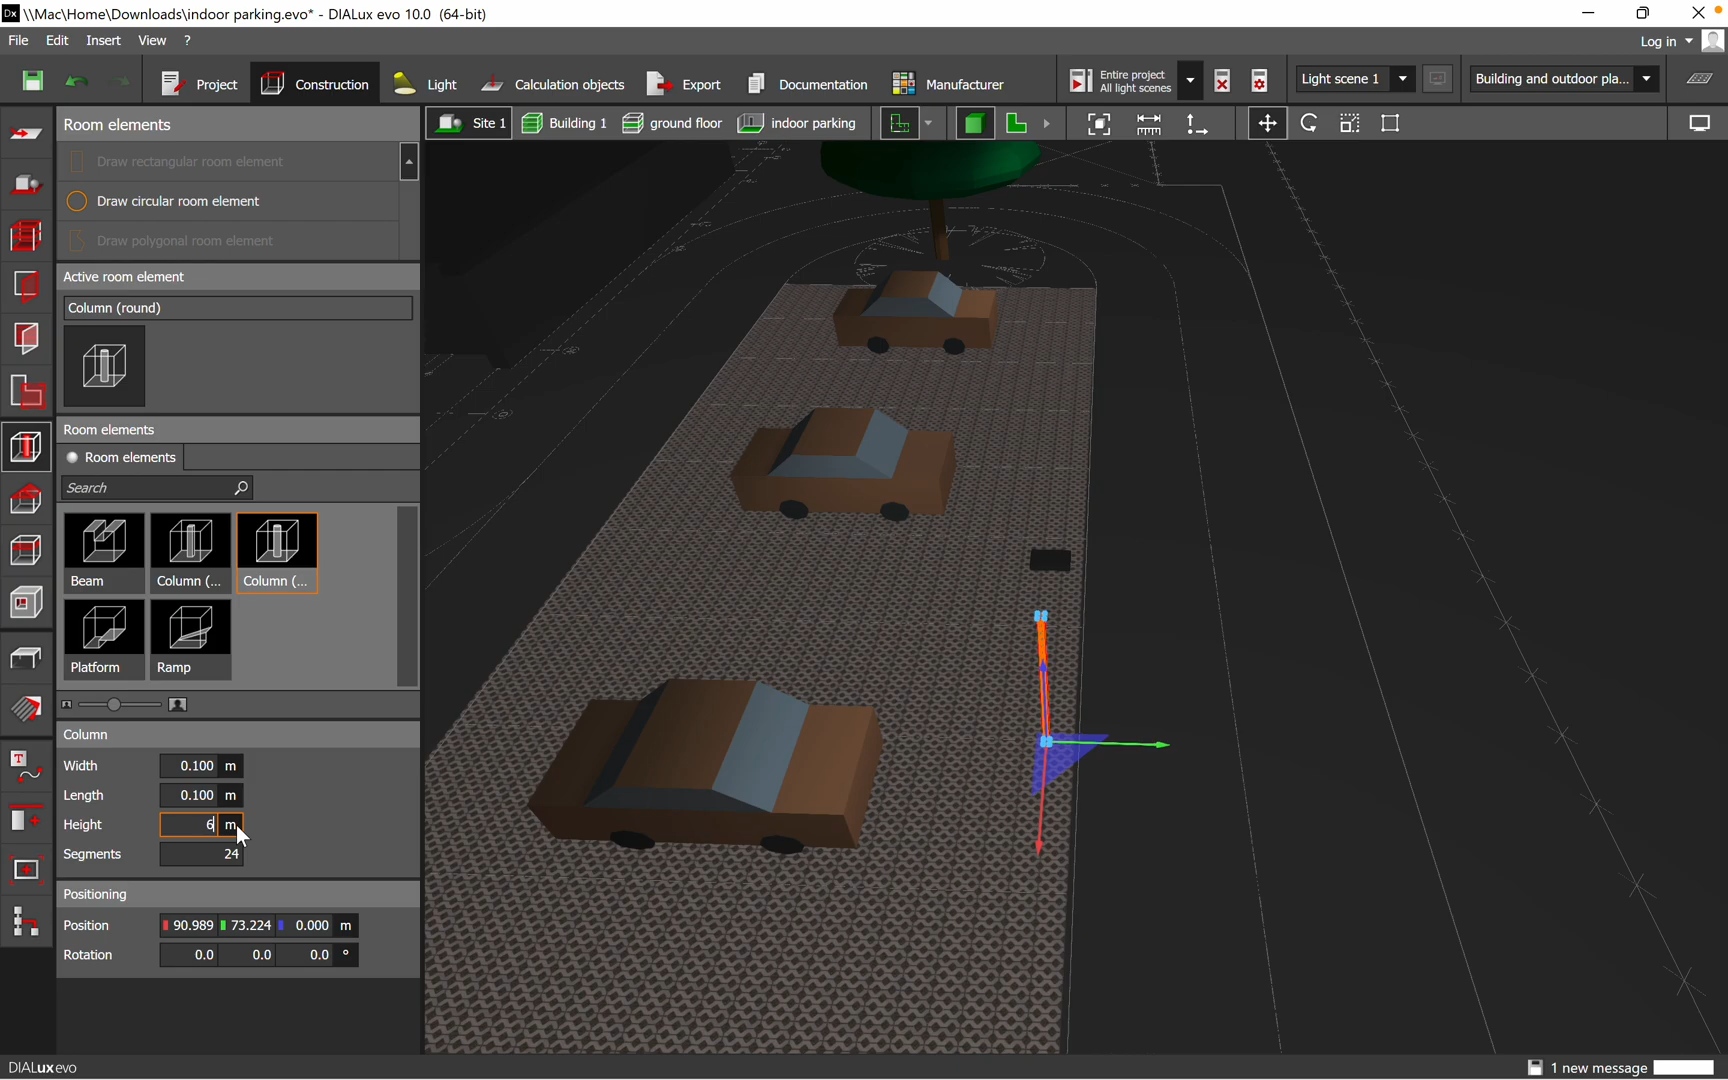 Dx \\Mac\Home\Downloads\indoor parking.evo* - DIALux evo 10.0 (64-bit)
File Edit Insert View ?
Log in
Project Construction Light Calculation objects Export Documentation Manufacturer
Entire project
All light scenes
Light scene 1
Building and outdoor pla...
Room elements
Site 1 Building 1 ground floor indoor parking
Draw rectangular room element
Draw circular room element
Draw polygonal room element
Active room element
Column (round)
Room elements
Room elements
Search
Beam Column (... Column (...
Platform Ramp
Column
Width 0.100 m
Length 0.100 m
Height 6 m
Segments 24
Positioning
Position 90.989 73.224 0.000 m
Rotation 0.0 0.0 0.0 °
DIALux evo
1 new message